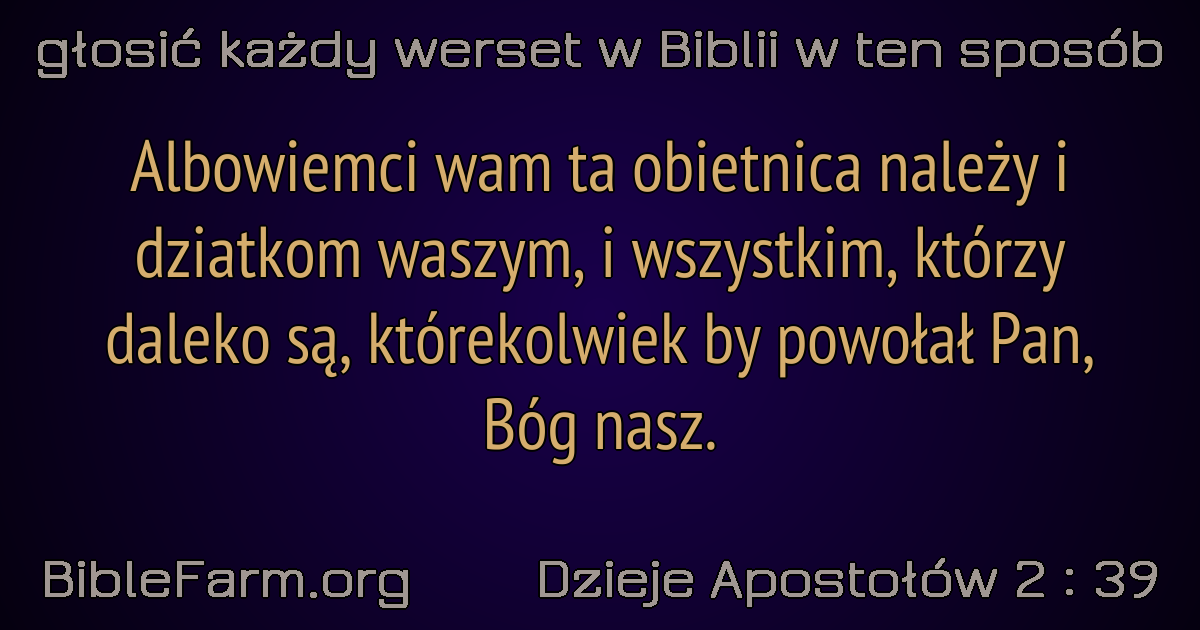 głosić każdy werset w Biblii w ten sposób
Albowiemci wam ta obietnica należy i
dziatkom waszym, i wszystkim, którzy
daleko są, którekolwiek by powołał Pan,
Bóg nasz.
BibleFarm.org
Dzieje Apostołów 2 : 39